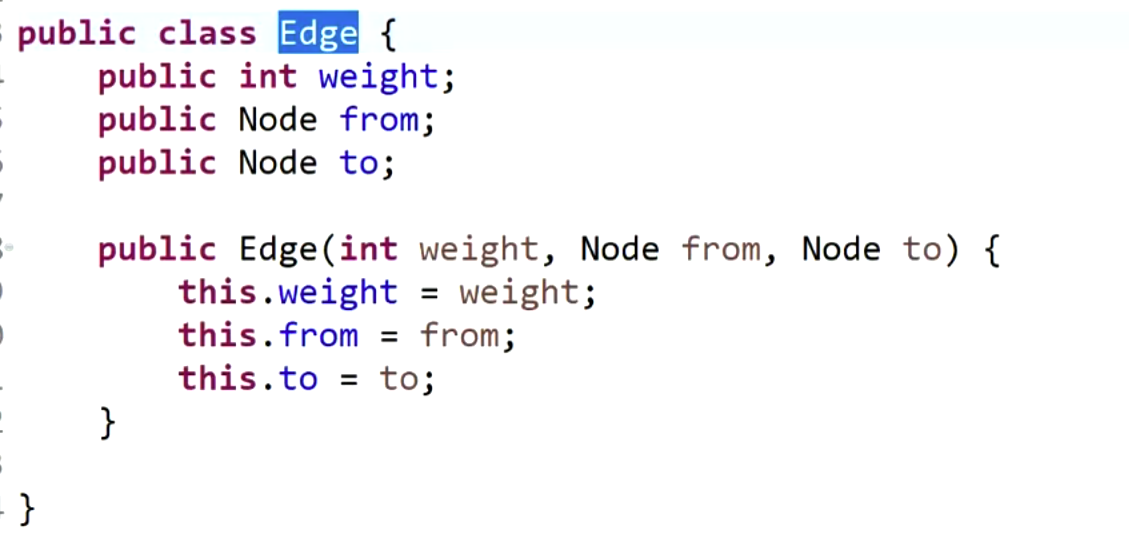 public class Edge {
    public int weight;
    public Node from;
    public Node to;

    public Edge(int weight, Node from, Node to) {
        this.weight = weight;
        this.from = from;
        this.to = to;
    }

}